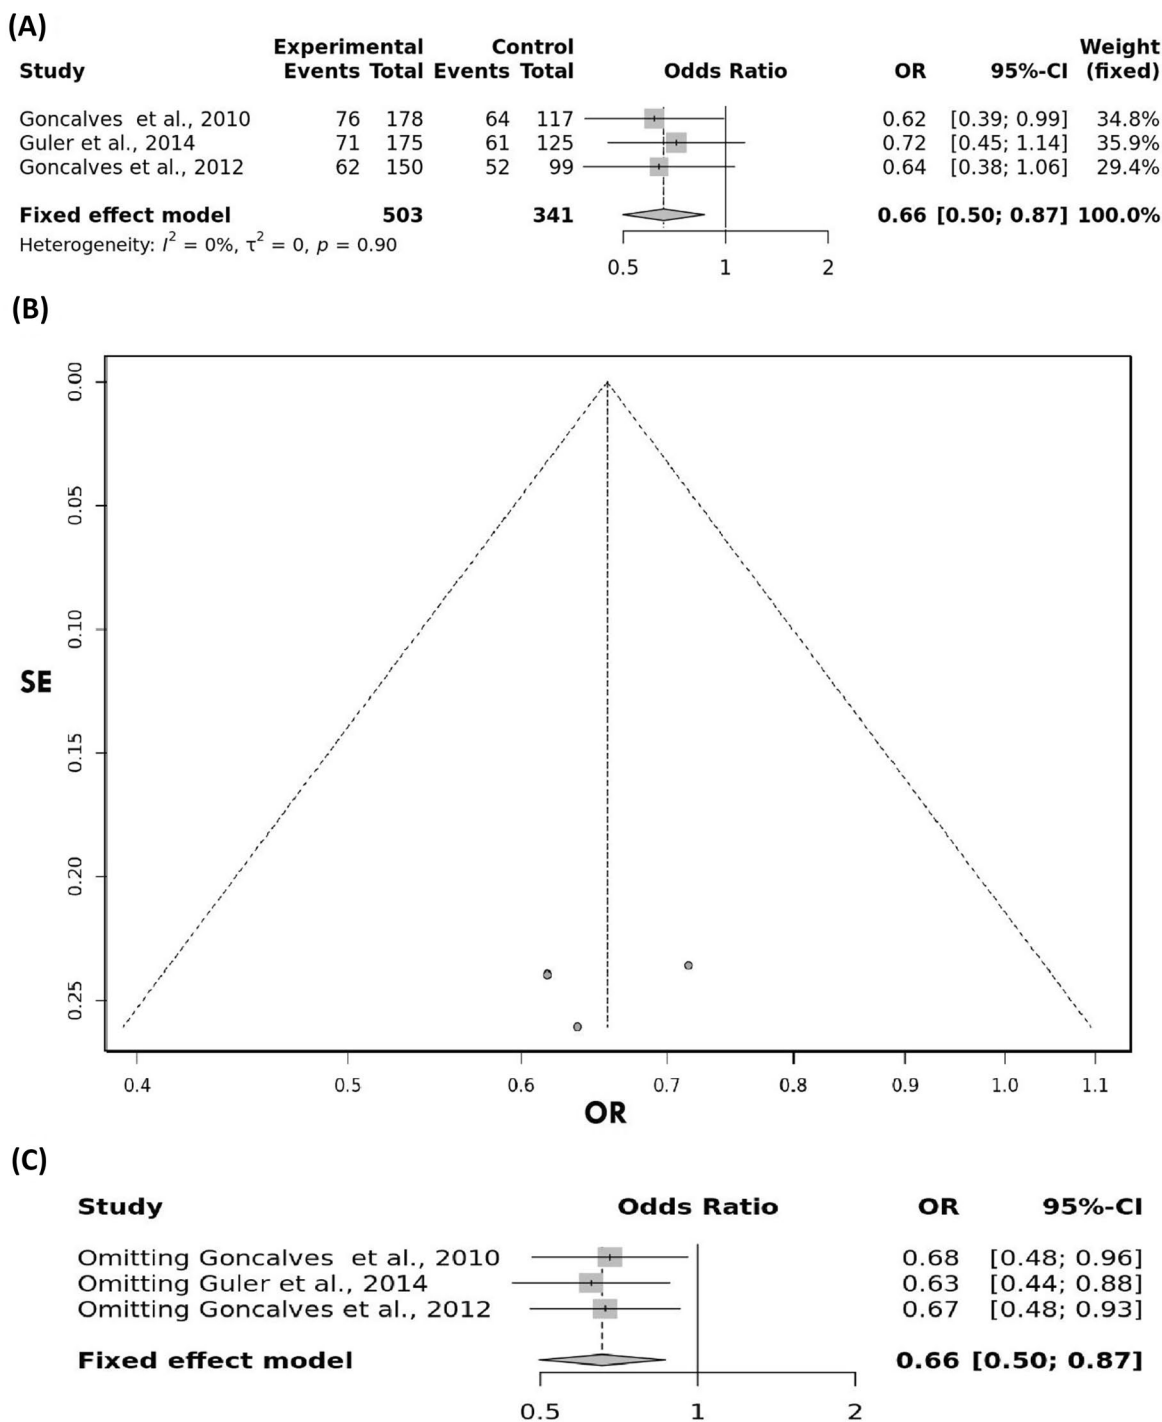 (A)
Experimental Control Weight
Study Events Total Events Total Odds Ratio OR 95%-CI (fixed)
Goncalves et al., 2010 76 178 64 117 0.62 [0.39; 0.99] 34.8%
Guler et al., 2014 71 175 61 125 0.72 [0.45; 1.14] 35.9%
Goncalves et al., 2012 62 150 52 99 0.64 [0.38; 1.06] 29.4%
Fixed effect model 503 341 0.66 [0.50; 0.87] 100.0%
Heterogeneity: I² = 0%, τ² = 0, p = 0.90
0.5 1 2
(B)
0.00
0.05
0.10
SE
0.15
0.20
0.25
0.4 0.5 0.6 0.7 0.8 0.9 1.0 1.1
OR
(C)
Study Odds Ratio OR 95%-CI
Omitting Goncalves et al., 2010 0.68 [0.48; 0.96]
Omitting Guler et al., 2014 0.63 [0.44; 0.88]
Omitting Goncalves et al., 2012 0.67 [0.48; 0.93]
Fixed effect model 0.66 [0.50; 0.87]
0.5 1 2